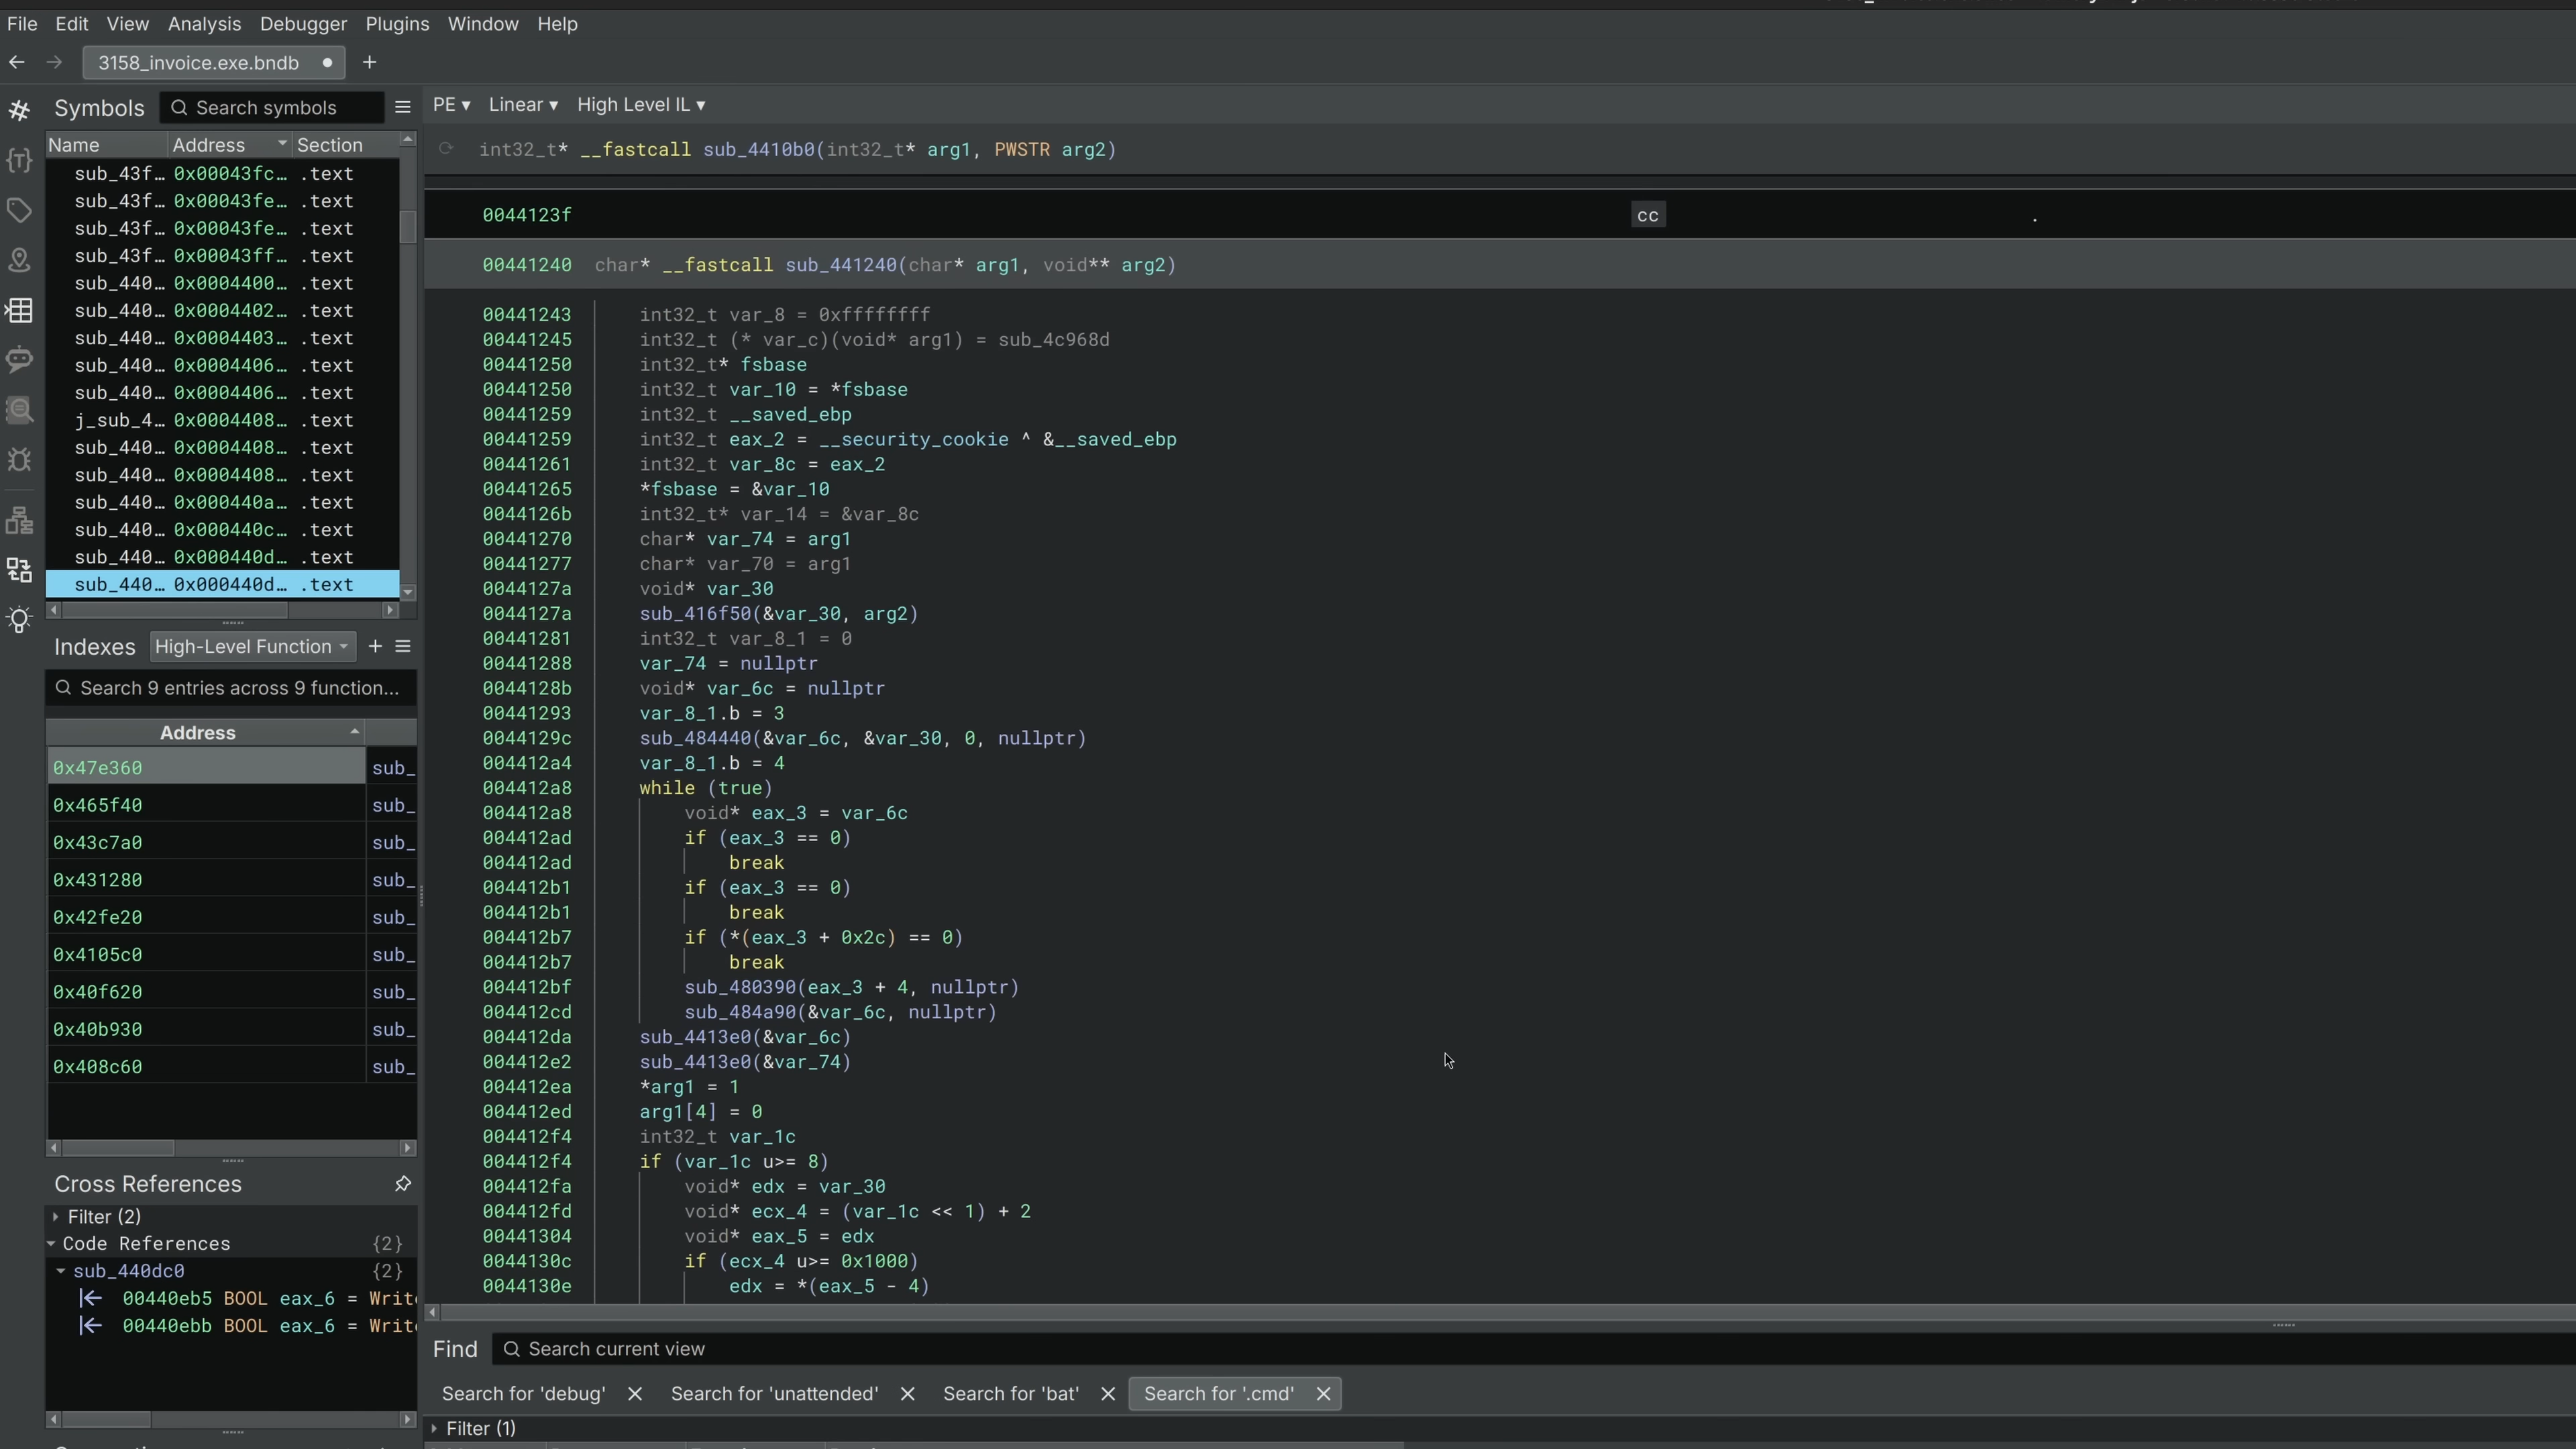 File Edit View Analysis Debugger Plugins Window Help
3158_invoice.exe.bndb
Symbols Search symbols
Name Address Section
sub_43f… 0x00043fc… .text
sub_43f… 0x00043fe… .text
sub_43f… 0x00043fe… .text
sub_43f… 0x00043ff… .text
sub_440… 0x0004400… .text
sub_440… 0x0004402… .text
sub_440… 0x0004403… .text
sub_440… 0x0004406… .text
sub_440… 0x0004406… .text
j_sub_4… 0x0004408… .text
sub_440… 0x0004408… .text
sub_440… 0x0004408… .text
sub_440… 0x000440a… .text
sub_440… 0x000440c… .text
sub_440… 0x000440d… .text
sub_440… 0x000440d… .text
Indexes High-Level Function
Search 9 entries across 9 function...
Address
0x47e360 sub_
0x465f40 sub_
0x43c7a0 sub_
0x431280 sub_
0x42fe20 sub_
0x4105c0 sub_
0x40f620 sub_
0x40b930 sub_
0x408c60 sub_
Cross References
Filter (2)
Code References {2}
sub_440dc0 {2}
00440eb5 BOOL eax_6 = Write
00440ebb BOOL eax_6 = Write
PE Linear High Level IL
int32_t* __fastcall sub_4410b0(int32_t* arg1, PWSTR arg2)
0044123f cc .
00441240 char* __fastcall sub_441240(char* arg1, void** arg2)
00441243 int32_t var_8 = 0xffffffff
00441245 int32_t (* var_c)(void* arg1) = sub_4c968d
00441250 int32_t* fsbase
00441250 int32_t var_10 = *fsbase
00441259 int32_t __saved_ebp
00441259 int32_t eax_2 = __security_cookie ^ &__saved_ebp
00441261 int32_t var_8c = eax_2
00441265 *fsbase = &var_10
0044126b int32_t* var_14 = &var_8c
00441270 char* var_74 = arg1
00441277 char* var_70 = arg1
0044127a void* var_30
0044127a sub_416f50(&var_30, arg2)
00441281 int32_t var_8_1 = 0
00441288 var_74 = nullptr
0044128b void* var_6c = nullptr
00441293 var_8_1.b = 3
0044129c sub_484440(&var_6c, &var_30, 0, nullptr)
004412a4 var_8_1.b = 4
004412a8 while (true)
004412a8 void* eax_3 = var_6c
004412ad if (eax_3 == 0)
004412ad break
004412b1 if (eax_3 == 0)
004412b1 break
004412b7 if (*(eax_3 + 0x2c) == 0)
004412b7 break
004412bf sub_480390(eax_3 + 4, nullptr)
004412cd sub_484a90(&var_6c, nullptr)
004412da sub_4413e0(&var_6c)
004412e2 sub_4413e0(&var_74)
004412ea *arg1 = 1
004412ed arg1[4] = 0
004412f4 int32_t var_1c
004412f4 if (var_1c u>= 8)
004412fa void* edx = var_30
004412fd void* ecx_4 = (var_1c << 1) + 2
00441304 void* eax_5 = edx
0044130c if (ecx_4 u>= 0x1000)
0044130e edx = *(eax_5 - 4)
Find Search current view
Search for 'debug' Search for 'unattended' Search for 'bat' Search for '.cmd'
Filter (1)